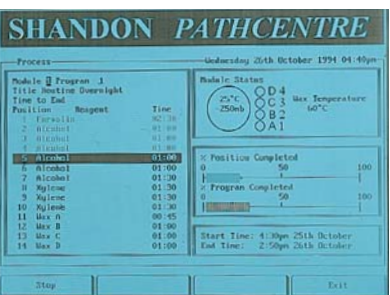 SHANDON PATHCENTRE
Process
Wednesday 26th October 1994 04:40pm
Module Program 1
Title Routine Overnight
Time to End
Position Reagent Time
1 Formalin 02:30
2 Alcohol 01:00
3 Alcohol 01:00
4 Alcohol 01:00
5 Alcohol 01:00
6 Alcohol 01:00
7 Alcohol 01:30
8 Xylene 01:30
9 Xylene 01:30
10 Xylene 01:30
11 Wax A 00:45
12 Wax B 01:00
13 Wax C 01:00
14 Wax D 01:00
Module Status
25°C
-250mb
D 4
C 3
B 2
A 1
Wax Temperature
60°C
% Position Completed
0 50 100
% Program Completed
0 50 100
Start Time: 4:30pm 25th October
End Time: 2:50pm 26th October
Stop
Exit